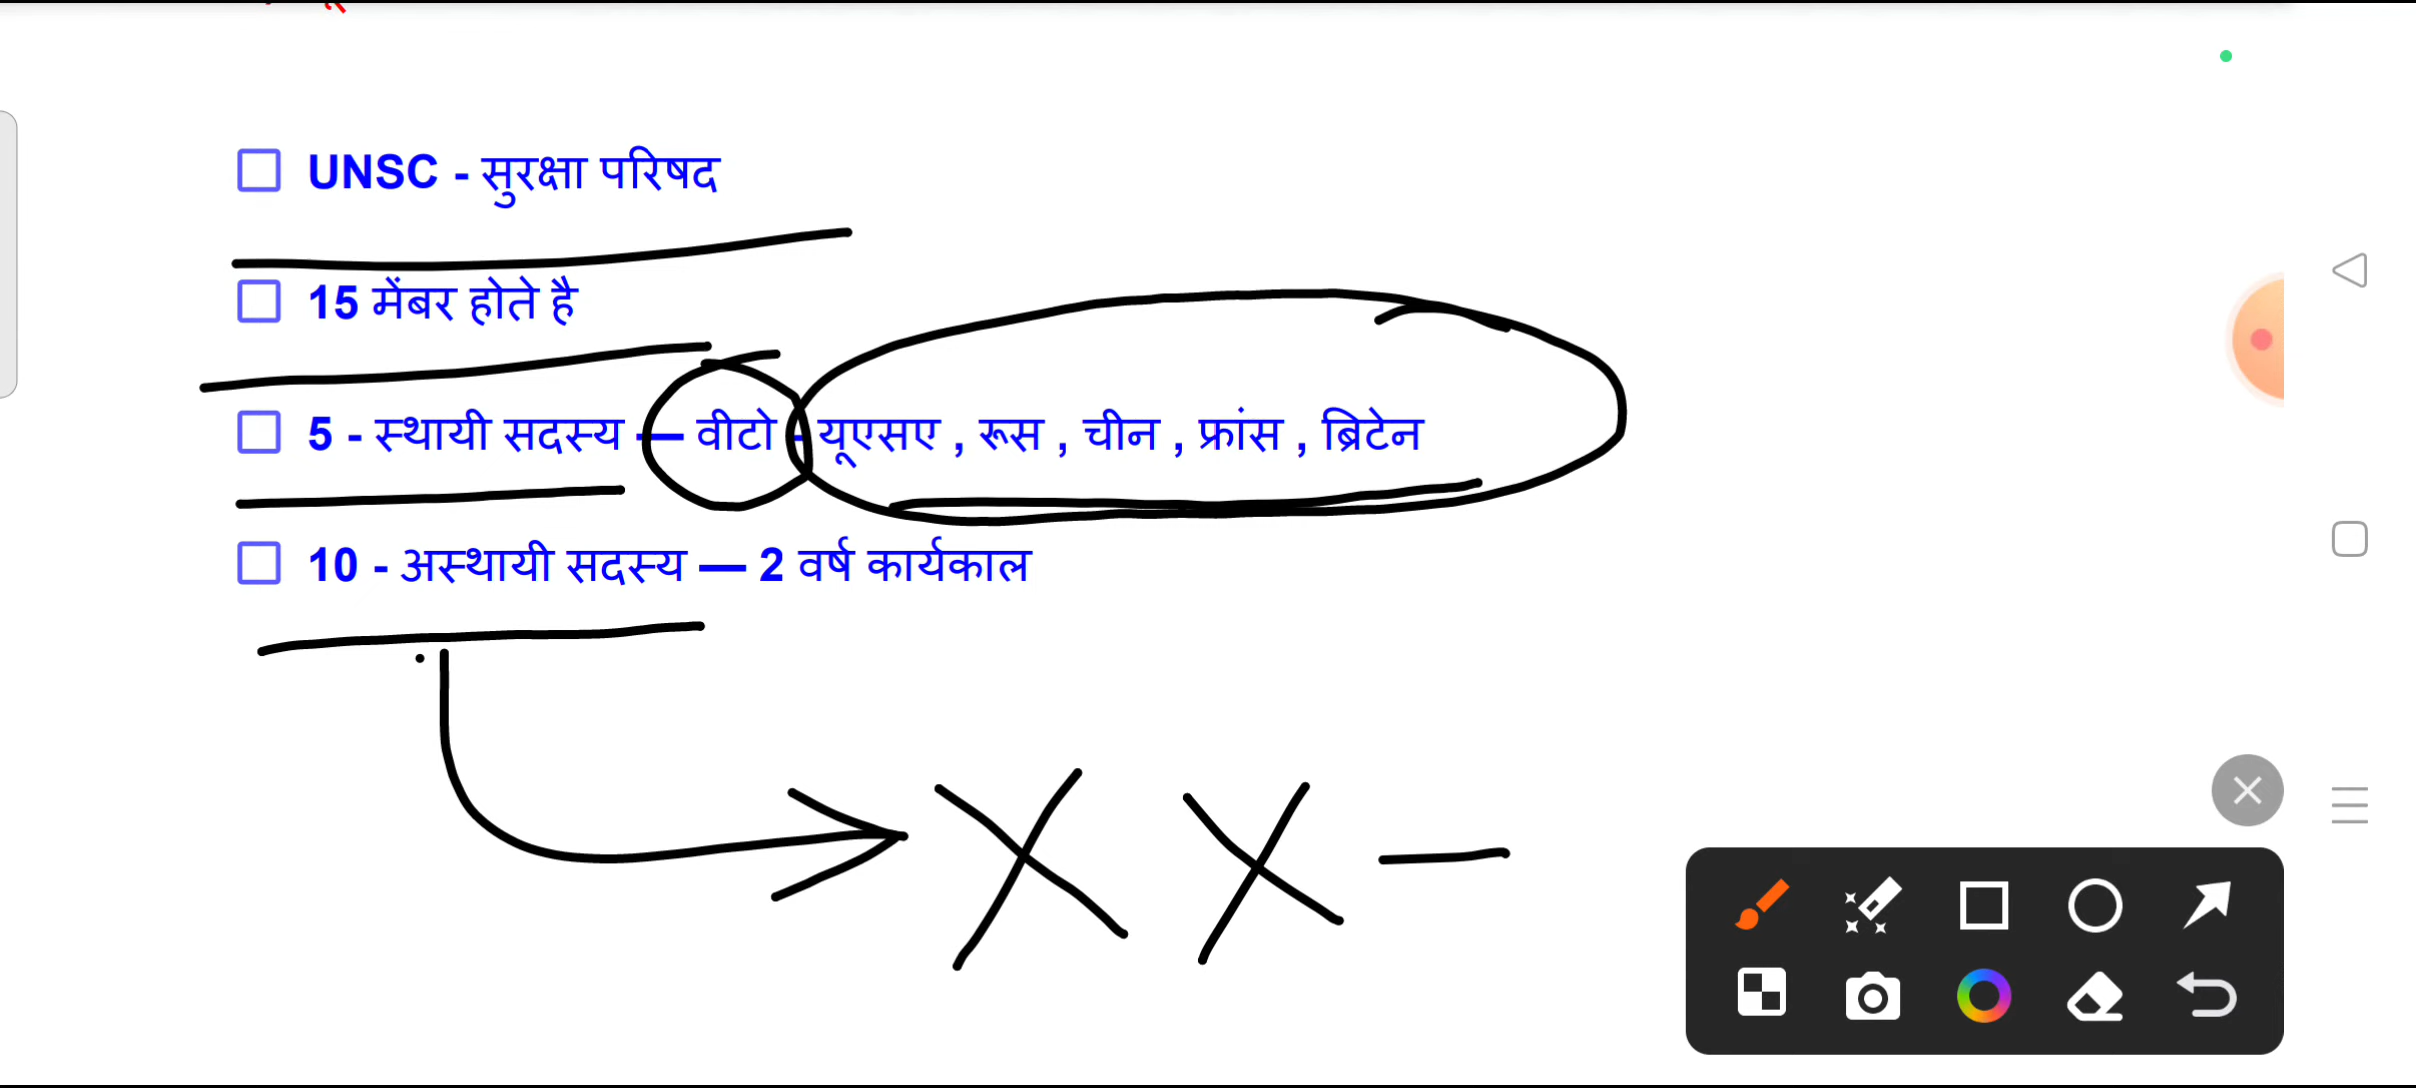 UNSC - सुरक्षा परिषद
15 मेंबर होते है
5 - स्थायी सदस्य — वीटो - यूएसए , रूस , चीन , फ्रांस , ब्रिटेन
10 - अस्थायी सदस्य — 2 वर्ष कार्यकाल
X X —